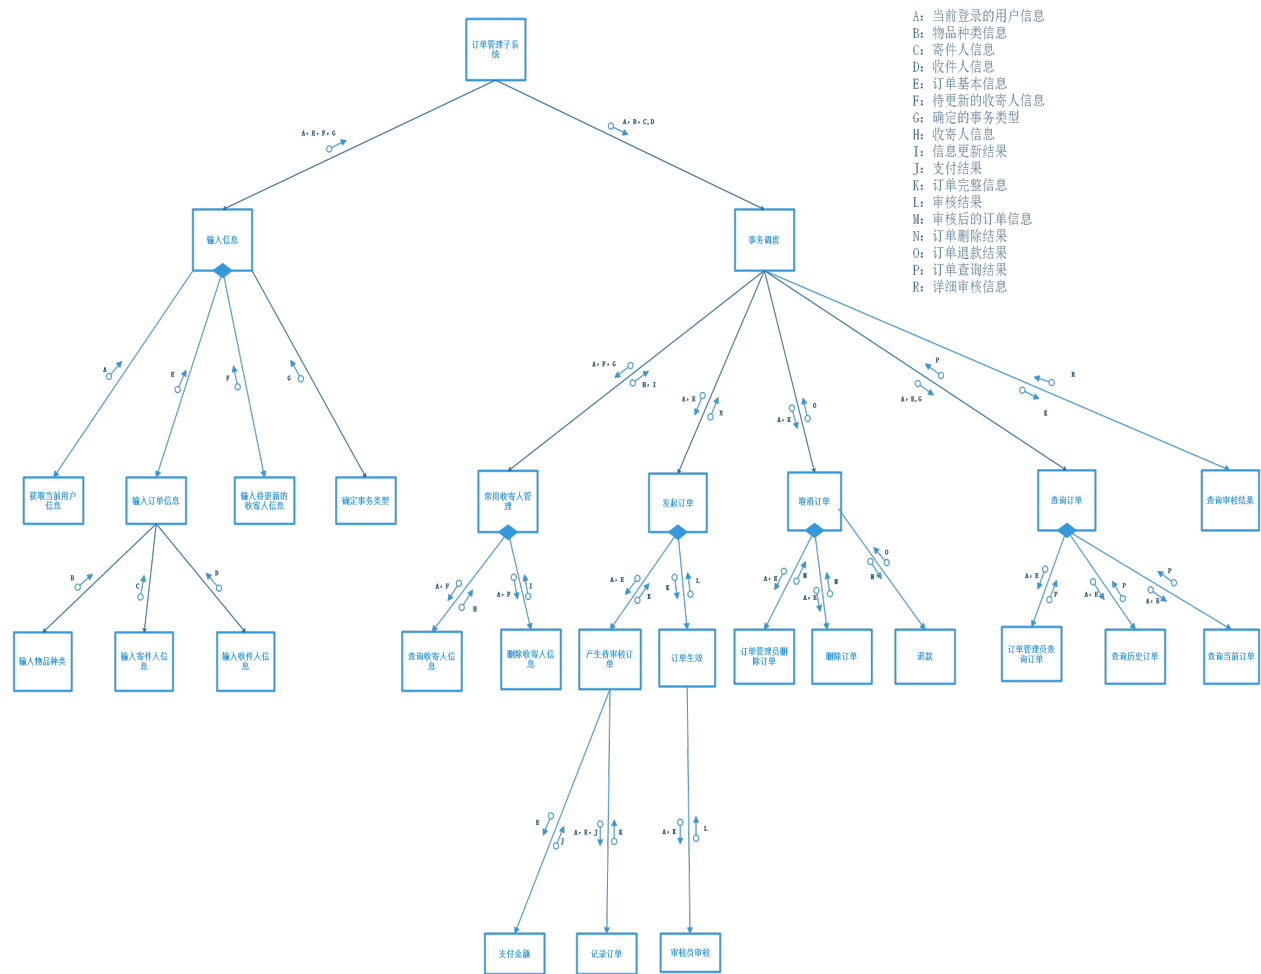 订单管理子系
统
A: 当前登录的用户信息
B: 物品种类信息
C: 寄件人信息
D: 收件人信息
E: 订单基本信息
F: 待更新的收寄人信息
G: 确定的事务类型
H: 收寄人信息
I: 信息更新结果
J: 支付结果
K: 订单完整信息
L: 审核结果
M: 审核后的订单信息
N: 订单删除结果
O: 订单退款结果
P: 订单查询结果
R: 详细审核信息
A, E, F, G
A, B, C, D
输入信息
事务调度
A
E
F
G
A, F, G
H, I
O
A, E
P
A, E, G
R
K
获取当前用户
信息
输入订单信息
输入待更新的
收寄人信息
确定事务类型
常用收寄人管
理
发起订单
取消订单
查询订单
查询审核结果
B
C
D
A, F
H
A, F
I
A, E
K
K
L
A, E
N
A, E
O
A, E
P
A, E
P
A, E
P
输入物品种类
输入寄件人信
息
输入收件人信
息
查询收寄人信
息
删除收寄人信
息
产生待审核订
单
订单生效
订单管理员删
除订单
删除订单
退款
订单管理员查
询订单
查询历史订单
查询当前订单
E
J
A, E, J
K
A, K
L
支付金额
记录订单
审核员审核